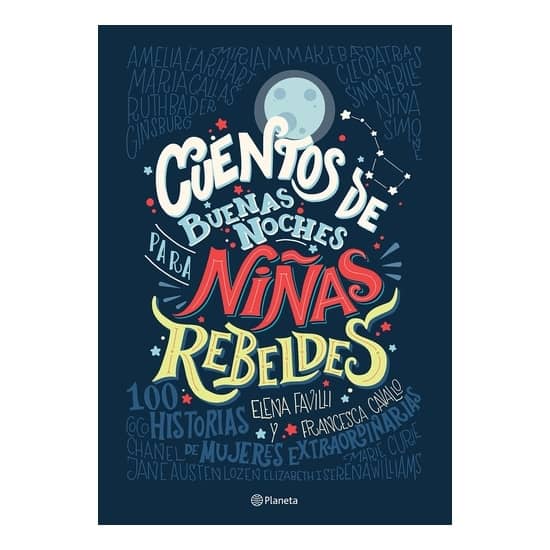 AMELIA EARHART MIRIAM MAKEBA CLEOPATRAS
MARIA CALLAS SIMONE BILES
RUTH BADER NINA
GINSBURG SIMONE
CUENTOS DE
BUENAS
NOCHES
PARA
NIÑAS
REBELDES
100 ELENA FAVILLI
HISTORIAS Y FRANCESCA CAVALLO
COCO DE MUJERES EXTRAORDINARIAS
CHANEL MARIE CURIE
JANE AUSTEN LOZEN ELIZABETH I SERENA WILLIAMS
Planeta